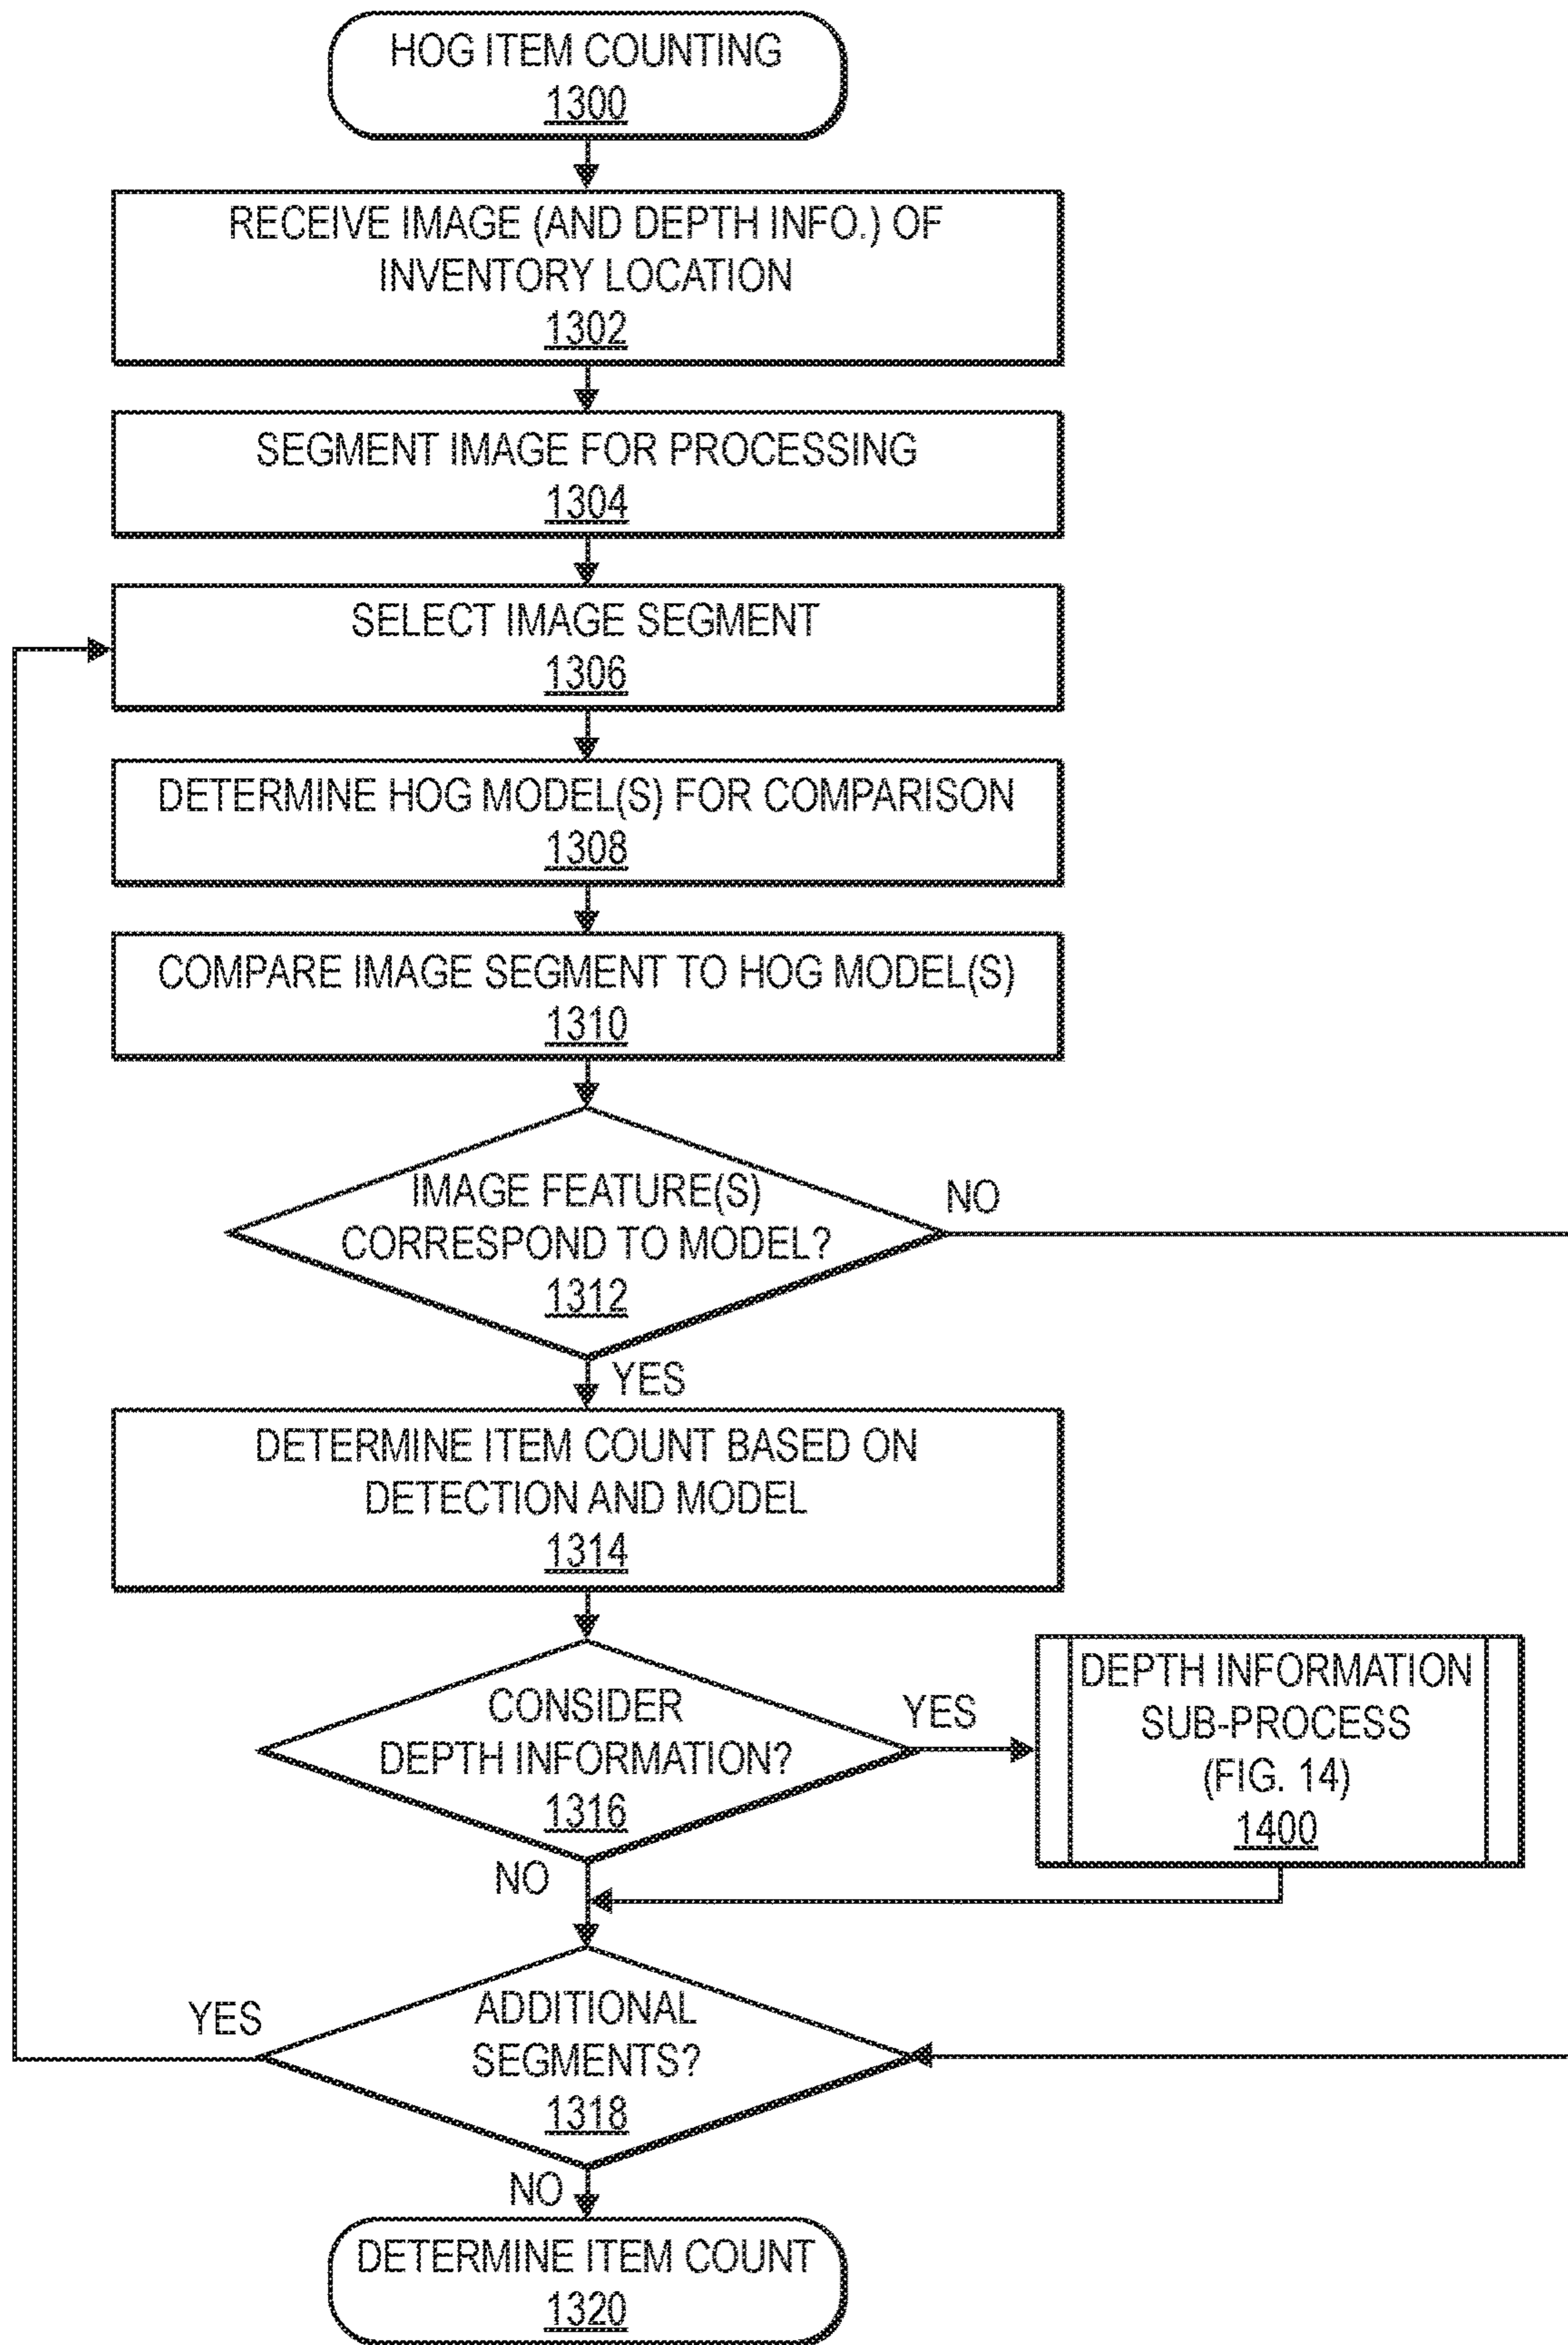 HOG ITEM COUNTING
1300
RECEIVE IMAGE (AND DEPTH INFO.) OF
INVENTORY LOCATION
1302
SEGMENT IMAGE FOR PROCESSING
1304
SELECT IMAGE SEGMENT
1306
DETERMINE HOG MODEL(S) FOR COMPARISON
1308
COMPARE IMAGE SEGMENT TO HOG MODEL(S)
1310
IMAGE FEATURE(S)
CORRESPOND TO MODEL?
1312
NO
YES
DETERMINE ITEM COUNT BASED ON
DETECTION AND MODEL
1314
CONSIDER
DEPTH INFORMATION?
1316
YES
DEPTH INFORMATION
SUB-PROCESS
(FIG. 14)
1400
NO
ADDITIONAL
SEGMENTS?
1318
YES
NO
DETERMINE ITEM COUNT
1320